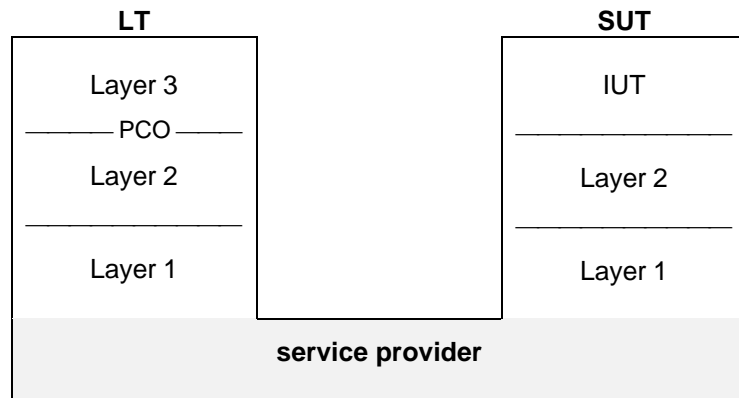 LT
Layer 3
PCO
Layer 2
Layer 1
SUT
IUT
Layer 2
Layer 1
service provider